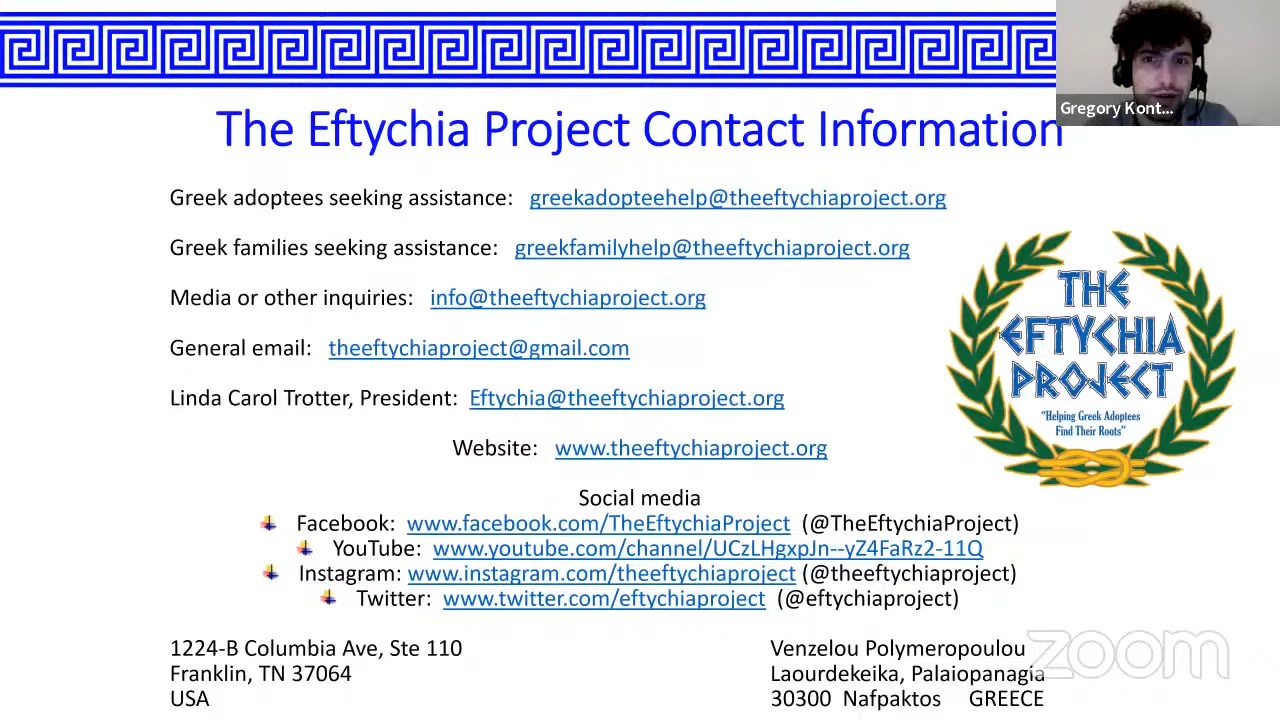 Gregory Kont...
The Eftychia Project Contact Information
Greek adoptees seeking assistance: greekadopteehelp@theeftychiaproject.org
Greek families seeking assistance: greekfamilyhelp@theeftychiaproject.org
Media or other inquiries: info@theeftychiaproject.org
General email: theeftychiaproject@gmail.com
Linda Carol Trotter, President: Eftychia@theeftychiaproject.org
Website: www.theeftychiaproject.org
THE
EFTYCHIA
PROJECT
“Helping Greek Adoptees
Find Their Roots”
Social media
Facebook: www.facebook.com/TheEftychiaProject (@TheEftychiaProject)
YouTube: www.youtube.com/channel/UCzLHgxpJn--yZ4FaRz2-11Q
Instagram: www.instagram.com/theeftychiaproject (@theeftychiaproject)
Twitter: www.twitter.com/eftychiaproject (@eftychiaproject)
1224-B Columbia Ave, Ste 110
Franklin, TN 37064
USA
Venzelou Polymeropoulou
Laourdekeika, Palaiopanagia
30300 Nafpaktos GREECE
zoom